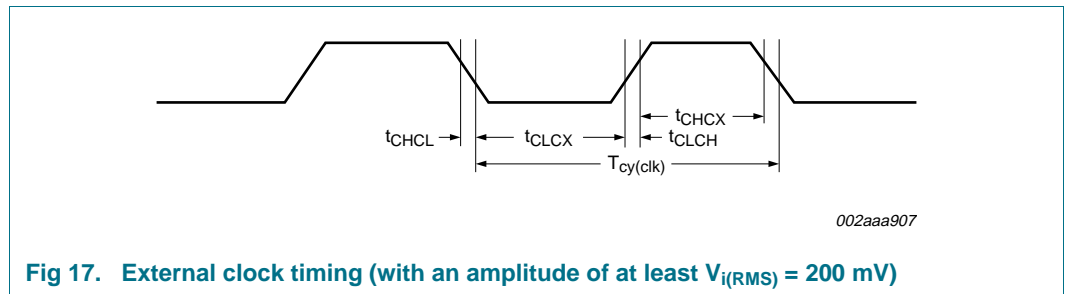 tCHCX
tCHCL tCLCX tCLCH
Tcy(clk)
002aaa907
Fig 17. External clock timing (with an amplitude of at least Vi(RMS) = 200 mV)